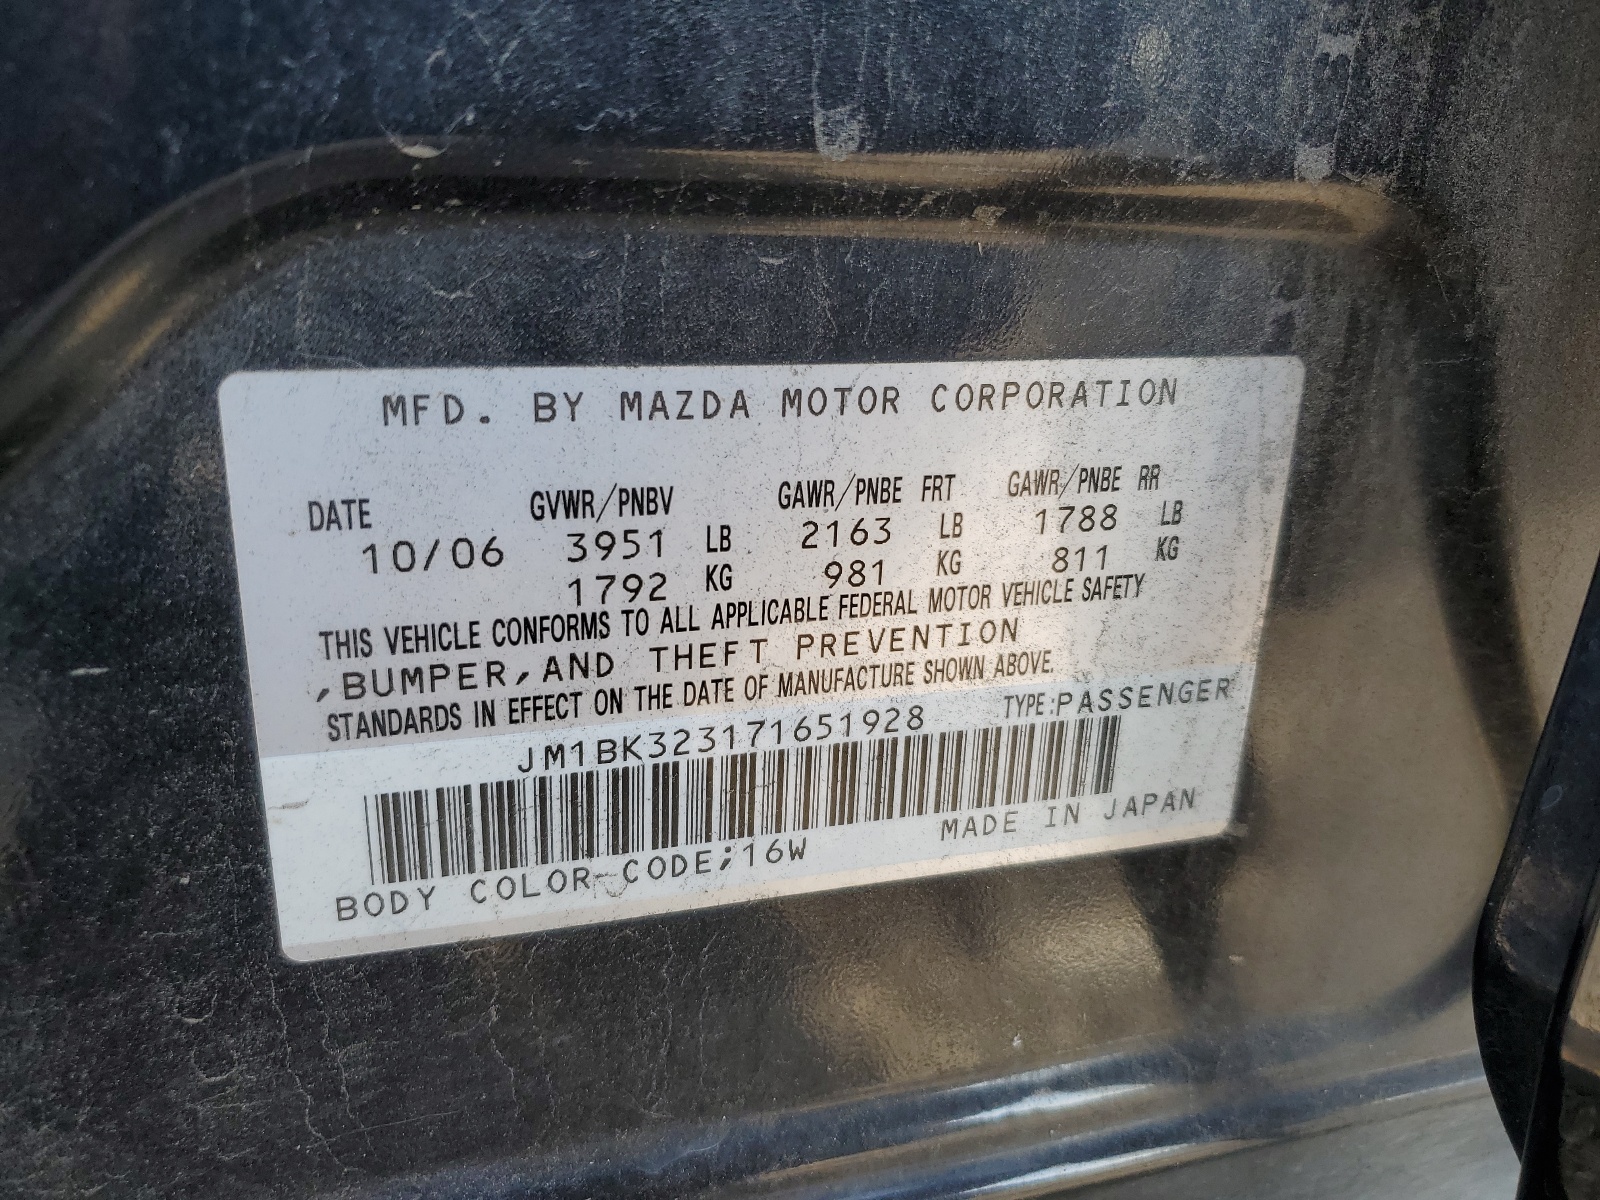 MFD. BY MAZDA MOTOR CORPORATION
DATE GVWR/PNBV GAWR/PNBE FRT GAWR/PNBE RR
10/06 3951 LB 2163 LB 1788 LB
1792 KG 981 KG 811 KG
THIS VEHICLE CONFORMS TO ALL APPLICABLE FEDERAL MOTOR VEHICLE SAFETY
,BUMPER,AND THEFT PREVENTION
STANDARDS IN EFFECT ON THE DATE OF MANUFACTURE SHOWN ABOVE.
JM1BK323171651928 TYPE:PASSENGER
BODY COLOR CODE;16W MADE IN JAPAN